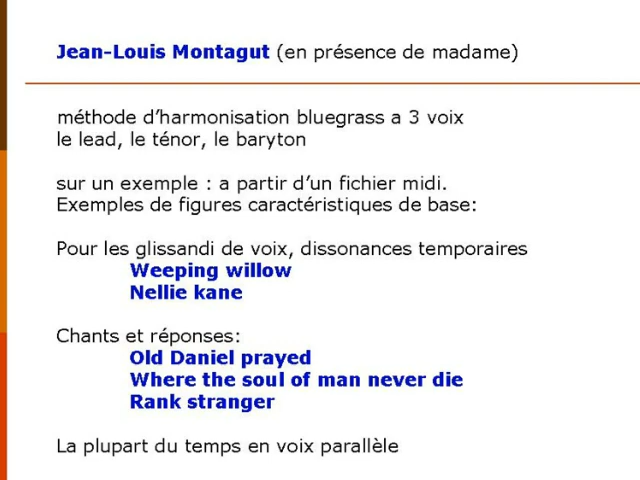 Jean-Louis Montagut (en présence de madame)
méthode d’harmonisation bluegrass a 3 voix
le lead, le ténor, le baryton
sur un exemple : a partir d’un fichier midi.
Exemples de figures caractéristiques de base:
Pour les glissandi de voix, dissonances temporaires
Weeping willow
Nellie kane
Chants et réponses:
Old Daniel prayed
Where the soul of man never die
Rank stranger
La plupart du temps en voix parallèle